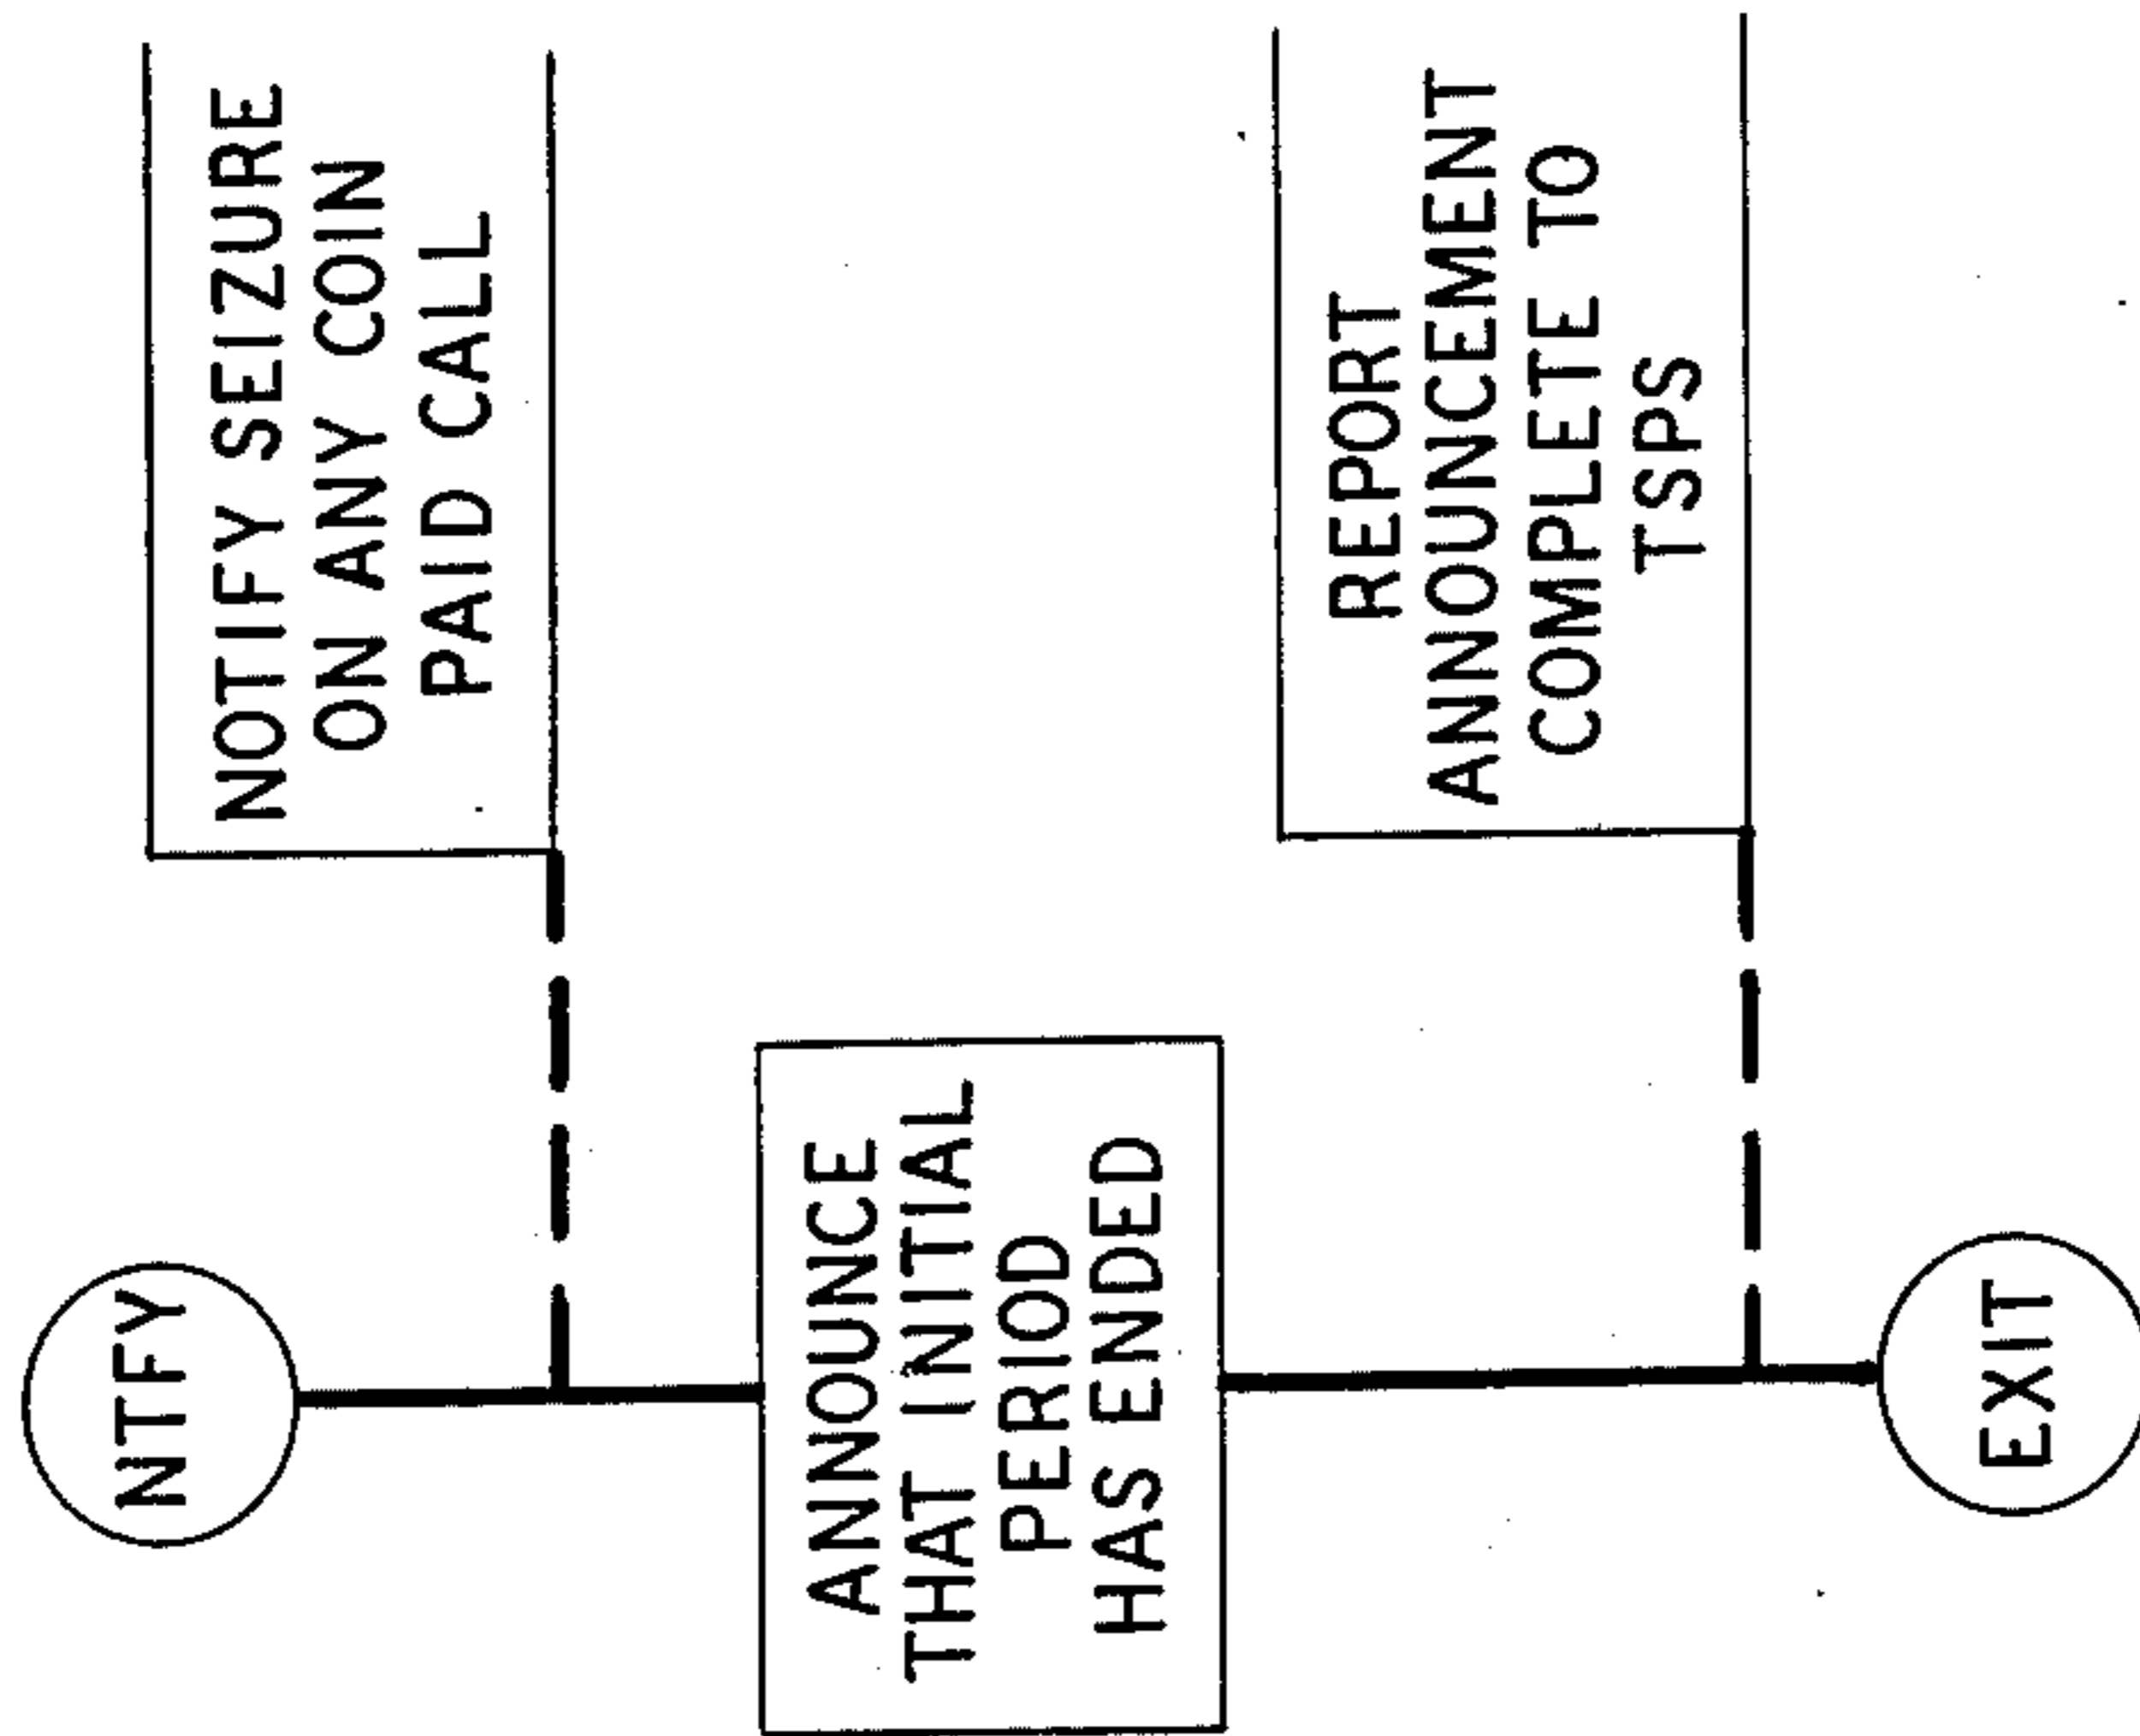 NTFY
NOTIFY SEIZURE
ON ANY COIN
PAID CALL
ANNOUNCE
THAT INITIAL
PERIOD
HAS ENDED
REPORT
ANNOUNCEMENT
COMPLETE TO
TSPS
EXIT